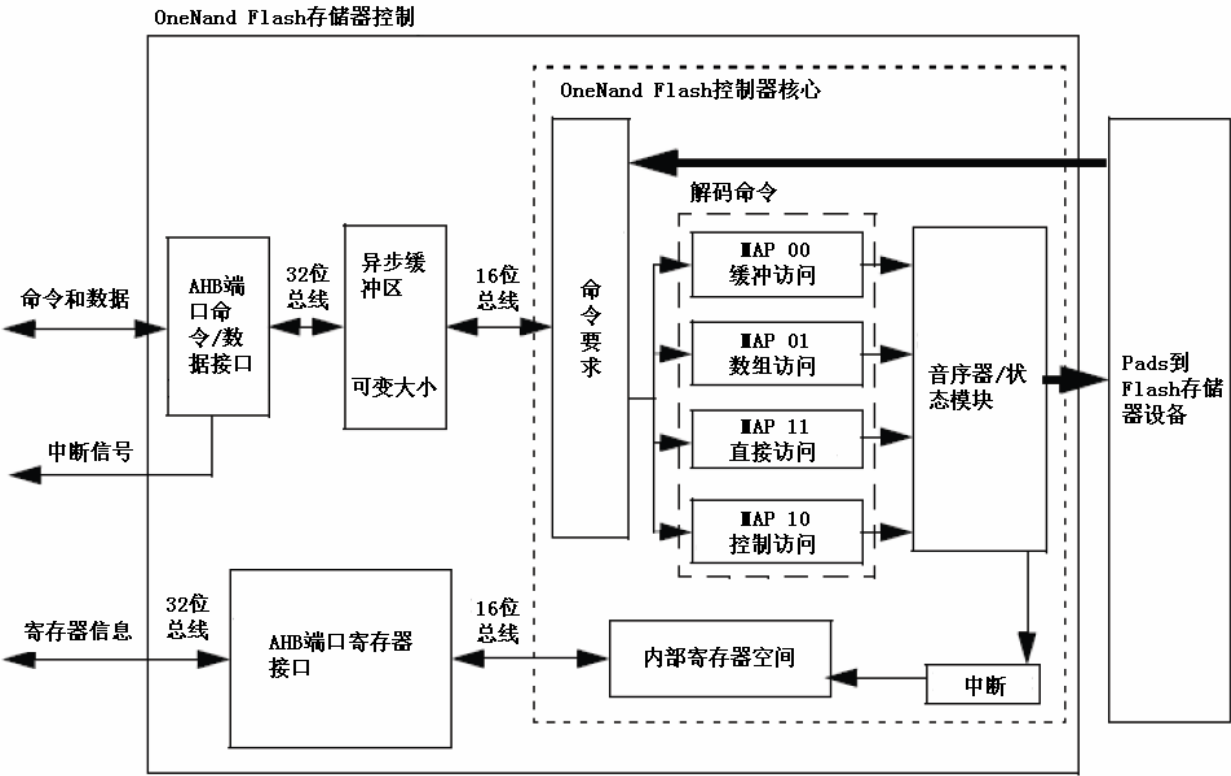 OneNand Flash存储器控制
OneNand Flash控制器核心
解码命令
命令和数据
AHB端
口命
令/数
据接口
32位
总线
异步缓
冲区
可变大小
16位
总线
命
令
要
求
MAP 00
缓冲访问
MAP 01
数组访问
MAP 11
直接访问
MAP 10
控制访问
音序器/状
态模块
Pads到
Flash存储
器设备
中断信号
寄存器信息
32位
总线
AHB端口寄存器
接口
16位
总线
内部寄存器空间
中断